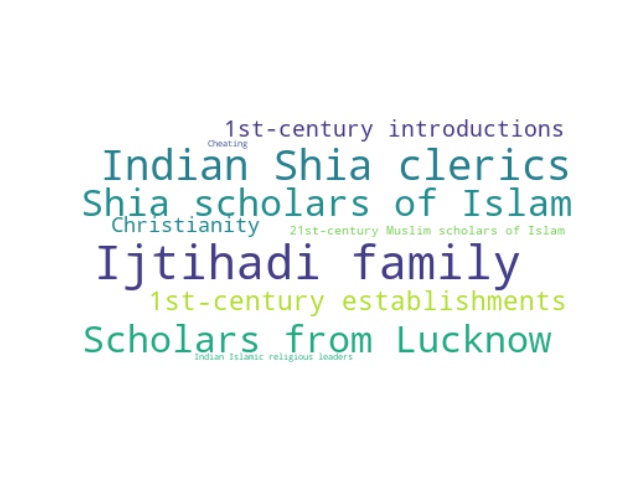 1st-century introductions
Cheating
Indian Shia clerics
Shia scholars of Islam
Christianity
21st-century Muslim scholars of Islam
Ijtihadi family
1st-century establishments
Scholars from Lucknow
Indian Islamic religious leaders